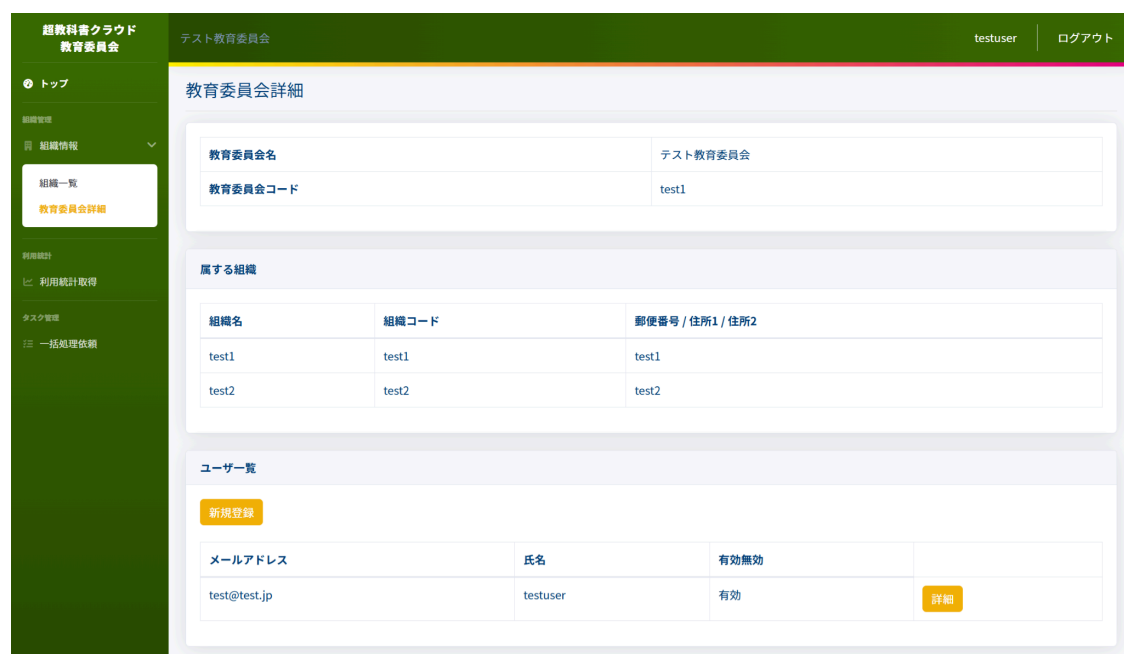 超教科書クラウド
教育委員会
テスト教育委員会
testuser
ログアウト
トップ
組織管理
組織情報
組織一覧
教育委員会詳細
利用統計
利用統計取得
タスク管理
一括処理依頼
教育委員会詳細
教育委員会名 テスト教育委員会
教育委員会コード test1
属する組織
組織名 組織コード 郵便番号 / 住所1 / 住所2
test1 test1 test1
test2 test2 test2
ユーザ一覧
新規登録
メールアドレス 氏名 有効無効
test@test.jp testuser 有効 詳細